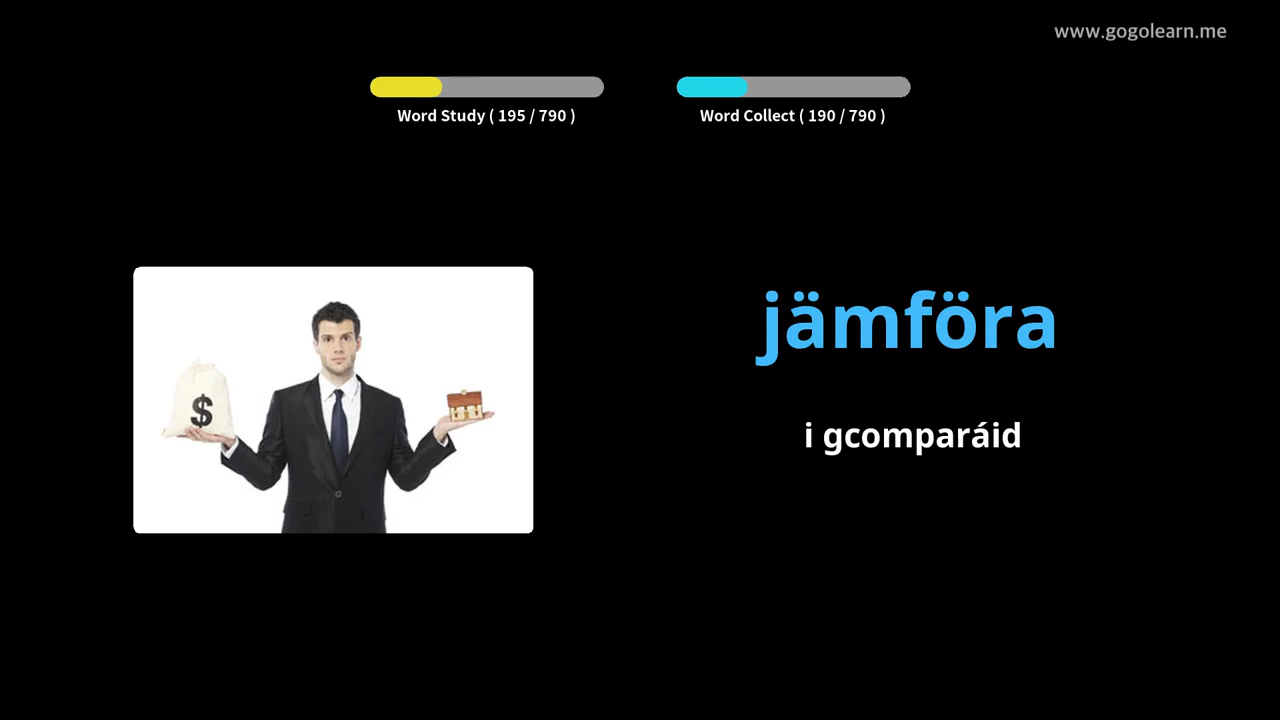 www.gogolearn.me
Word Study ( 195 / 790 )
Word Collect ( 190 / 790 )
$
jämföra
i gcomparáid